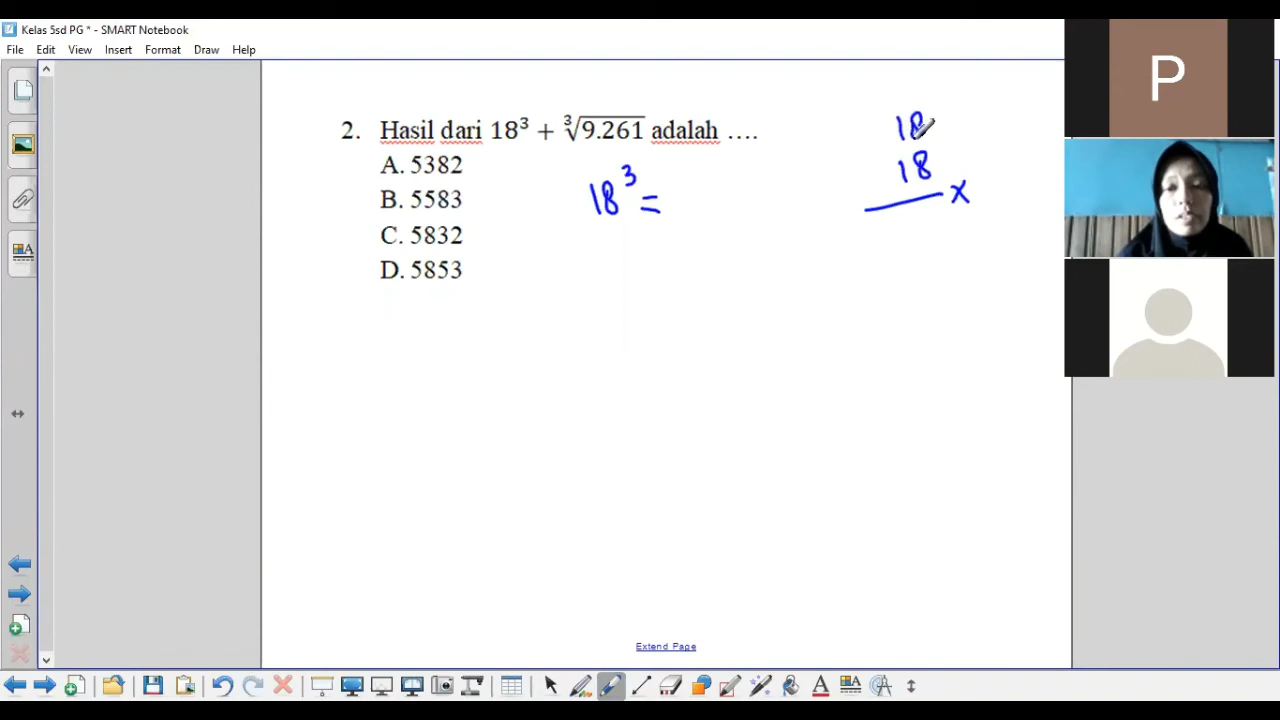 Kelas 5sd PG * - SMART Notebook
File Edit View Insert Format Draw Help
2. Hasil dari 18³ + ∛9.261 adalah ….
A. 5382
B. 5583
C. 5832
D. 5853
18³ =
18
18
x
P
Extend Page